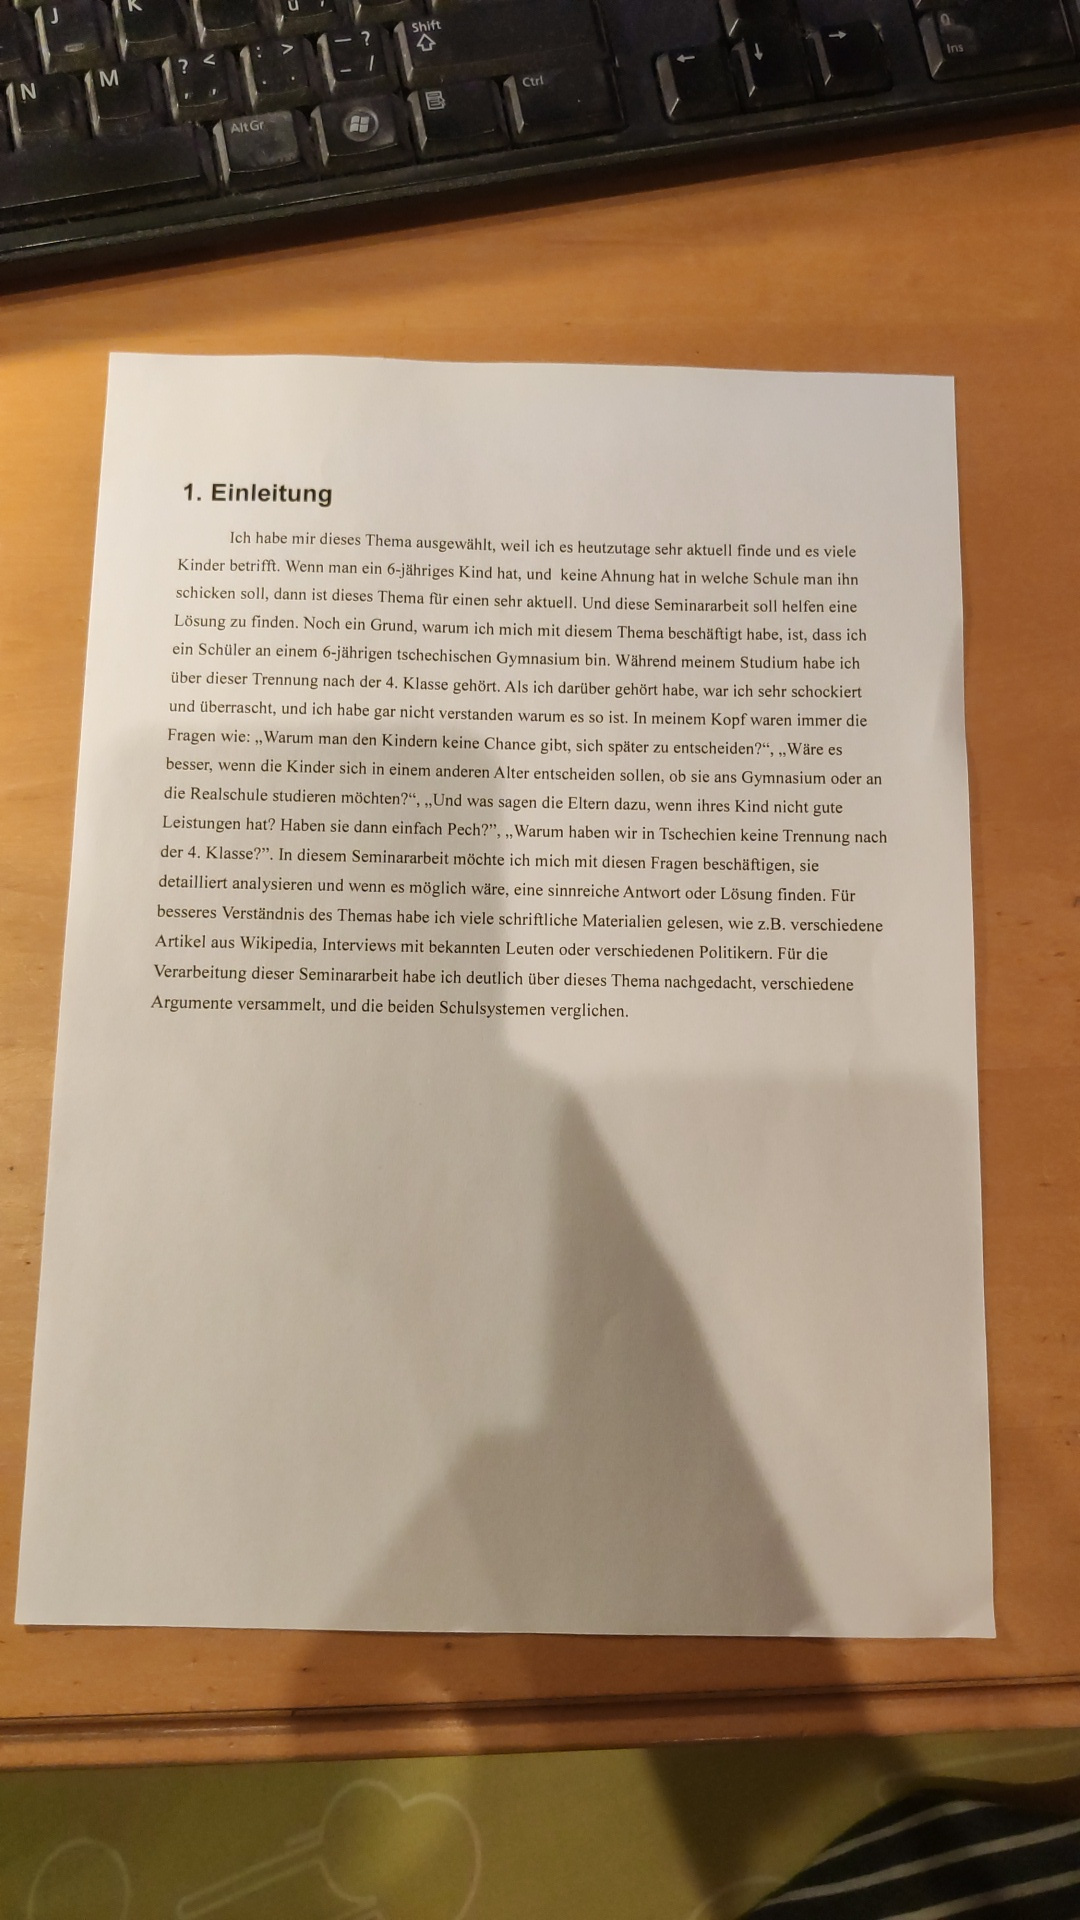 J
K
Ü
N
M
? <
, ,
: >
. .
— ?
– /
Shift
Ctrl
AltGr
0
Ins
1. Einleitung
Ich habe mir dieses Thema ausgewählt, weil ich es heutzutage sehr aktuell finde und es viele
Kinder betrifft. Wenn man ein 6-jähriges Kind hat, und keine Ahnung hat in welche Schule man ihn
schicken soll, dann ist dieses Thema für einen sehr aktuell. Und diese Seminararbeit soll helfen eine
Lösung zu finden. Noch ein Grund, warum ich mich mit diesem Thema beschäftigt habe, ist, dass ich
ein Schüler an einem 6-jährigen tschechischen Gymnasium bin. Während meinem Studium habe ich
über dieser Trennung nach der 4. Klasse gehört. Als ich darüber gehört habe, war ich sehr schockiert
und überrascht, und ich habe gar nicht verstanden warum es so ist. In meinem Kopf waren immer die
Fragen wie: „Warum man den Kindern keine Chance gibt, sich später zu entscheiden?“, „Wäre es
besser, wenn die Kinder sich in einem anderen Alter entscheiden sollen, ob sie ans Gymnasium oder an
die Realschule studieren möchten?“, „Und was sagen die Eltern dazu, wenn ihres Kind nicht gute
Leistungen hat? Haben sie dann einfach Pech?”, „Warum haben wir in Tschechien keine Trennung nach
der 4. Klasse?”. In diesem Seminararbeit möchte ich mich mit diesen Fragen beschäftigen, sie
detailliert analysieren und wenn es möglich wäre, eine sinnreiche Antwort oder Lösung finden. Für
besseres Verständnis des Themas habe ich viele schriftliche Materialien gelesen, wie z.B. verschiedene
Artikel aus Wikipedia, Interviews mit bekannten Leuten oder verschiedenen Politikern. Für die
Verarbeitung dieser Seminararbeit habe ich deutlich über dieses Thema nachgedacht, verschiedene
Argumente versammelt, und die beiden Schulsystemen verglichen.